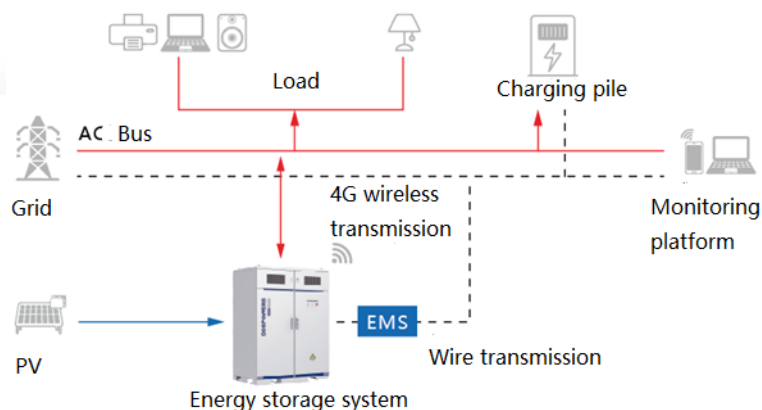 Load
Charging pile
AC Bus
Grid
4G wireless
transmission
Monitoring
platform
EMS
PV
Wire transmission
Energy storage system